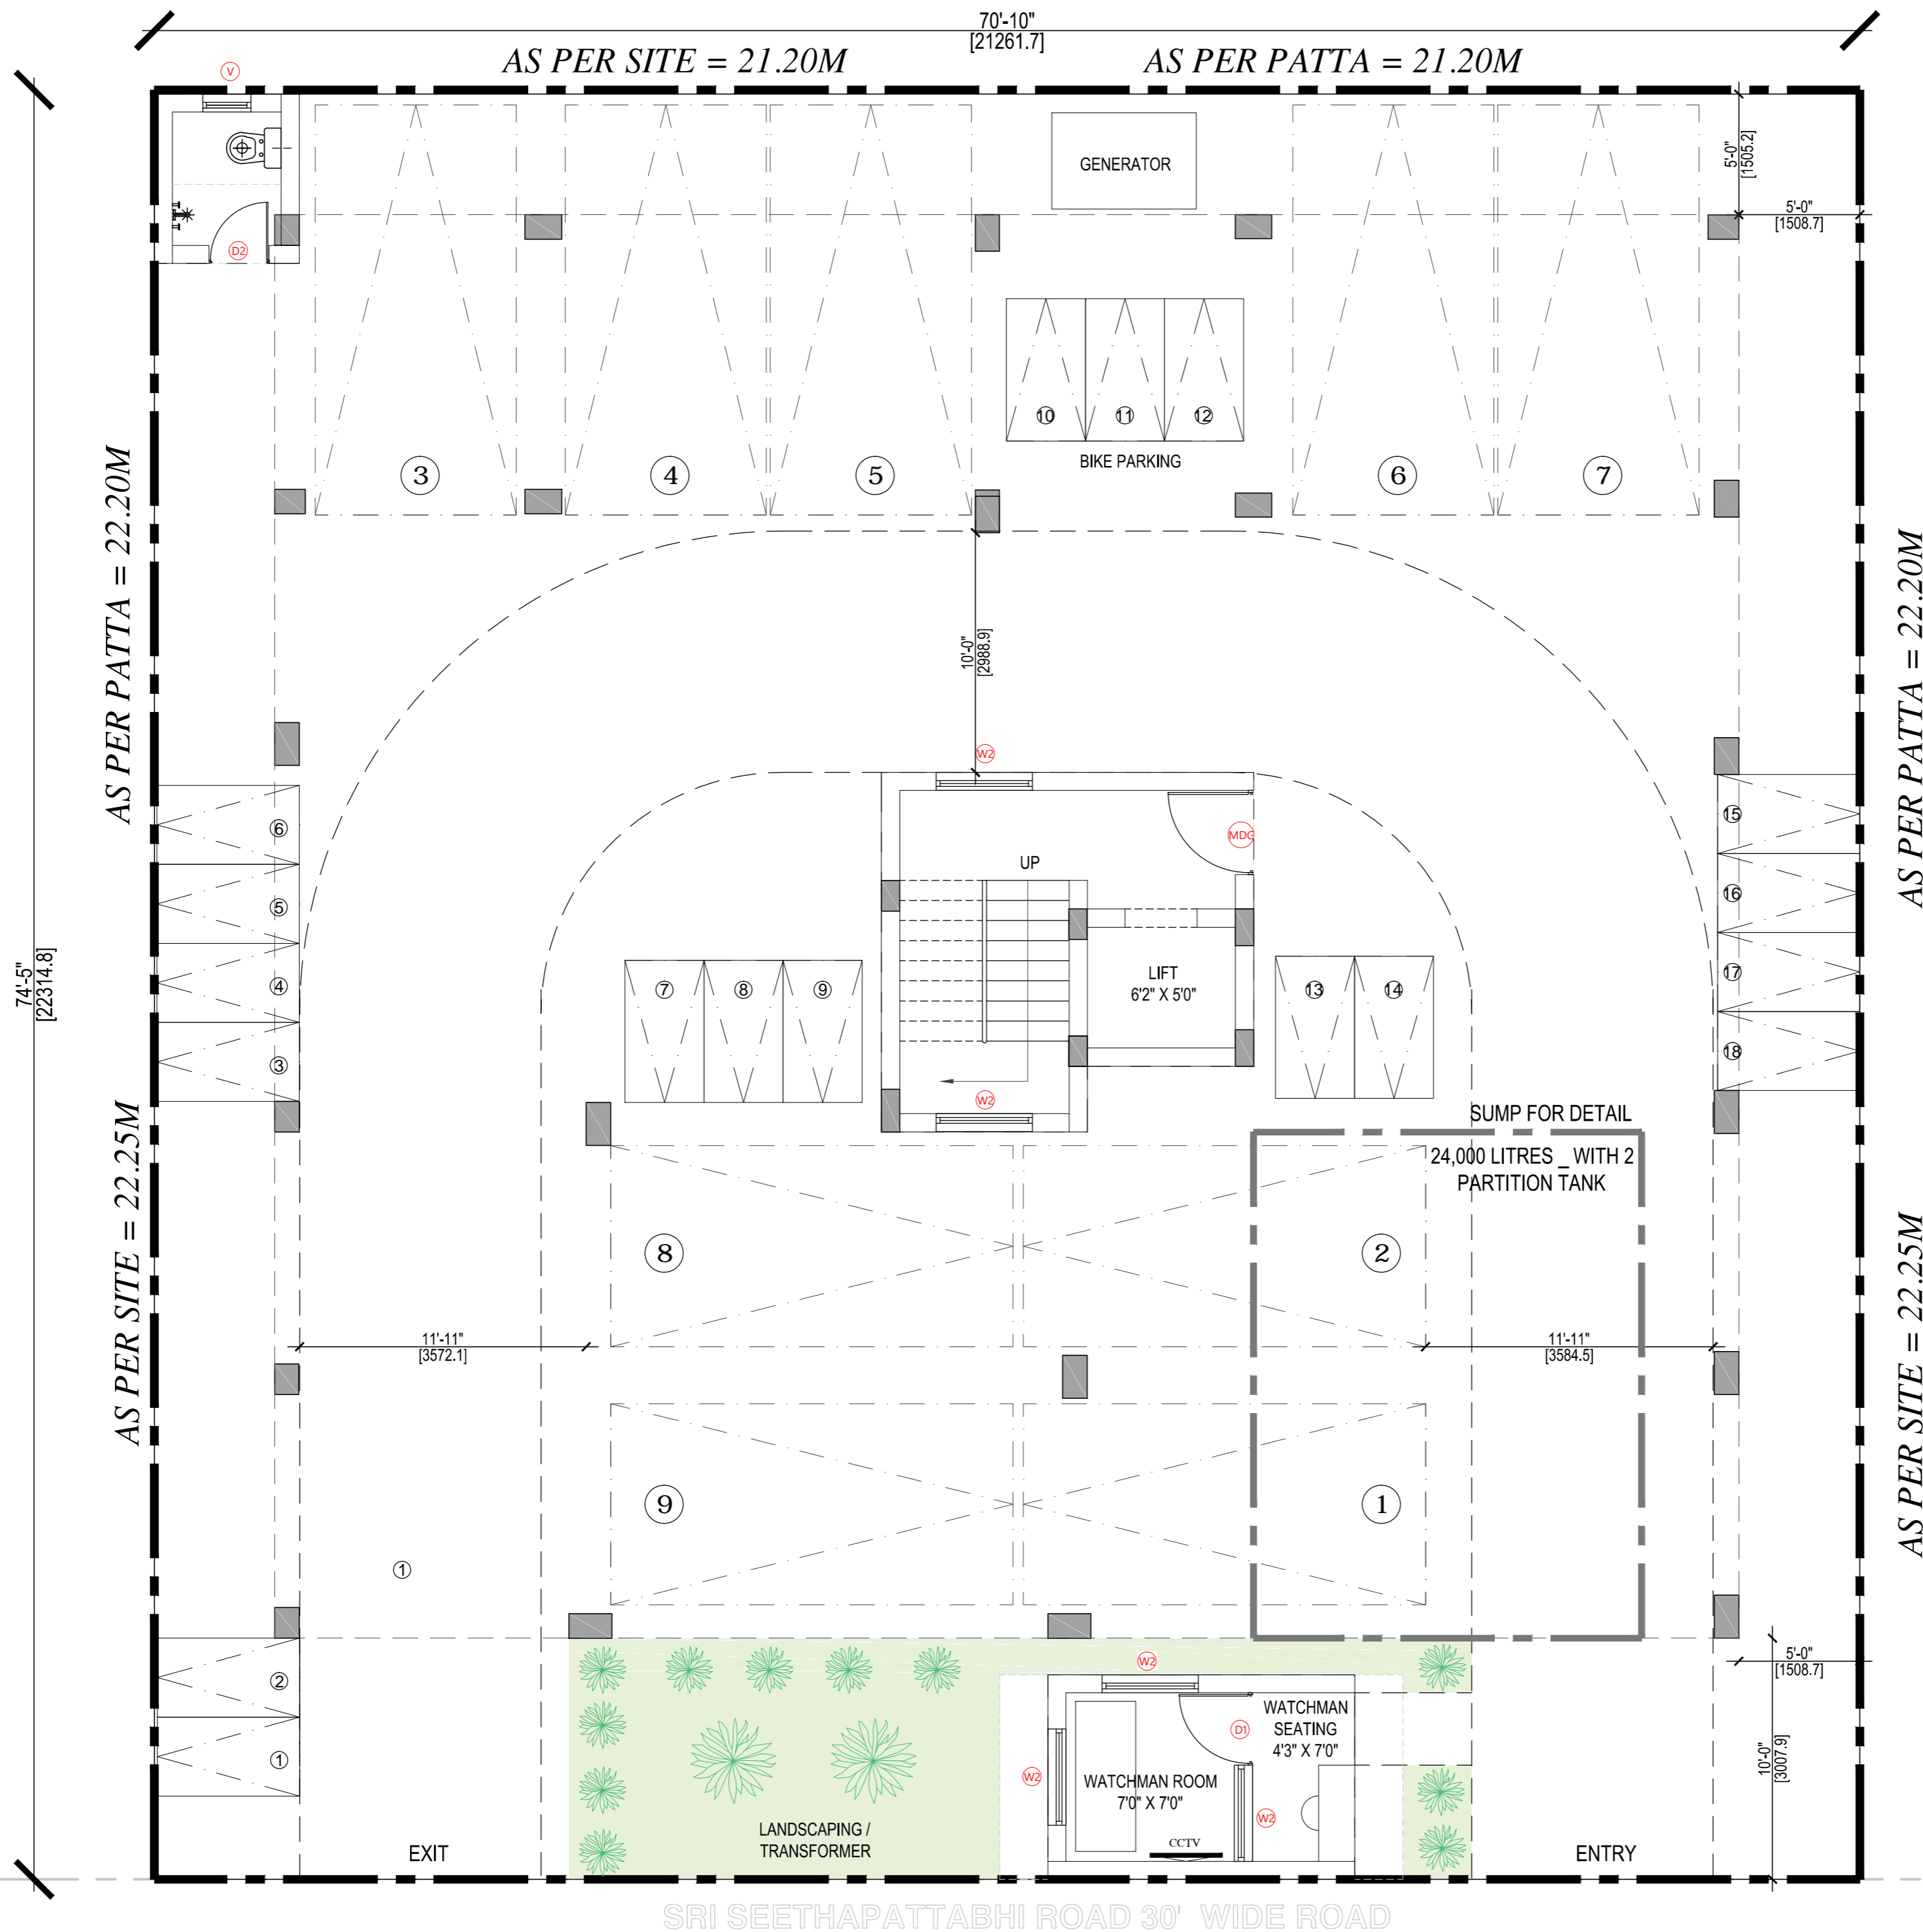 70'-10"
[21261.7]
AS PER SITE = 21.20M
AS PER PATTA = 21.20M
V
GENERATOR
5'-0"
[1505.2]
5'-0"
[1508.7]
D2
10
11
12
BIKE PARKING
3
4
5
6
7
AS PER PATTA = 22.20M
AS PER PATTA = 22.20M
10'-0"
[2988.9]
W2
MDG
UP
6
5
4
3
15
16
17
18
74'-5"
[22314.8]
7
8
9
LIFT
6'2" X 5'0"
13
14
W2
SUMP FOR DETAIL
24,000 LITRES _ WITH 2
PARTITION TANK
AS PER SITE = 22.25M
AS PER SITE = 22.25M
8
2
11'-11"
[3572.1]
11'-11"
[3584.5]
9
1
1
2
1
W2
5'-0"
[1508.7]
WATCHMAN
SEATING
4'3" X 7'0"
D1
10'-0"
[3007.9]
W2
WATCHMAN ROOM
7'0" X 7'0"
W2
CCTV
LANDSCAPING /
TRANSFORMER
EXIT
ENTRY
SRI SEETHAPATTABHI ROAD 30' WIDE ROAD